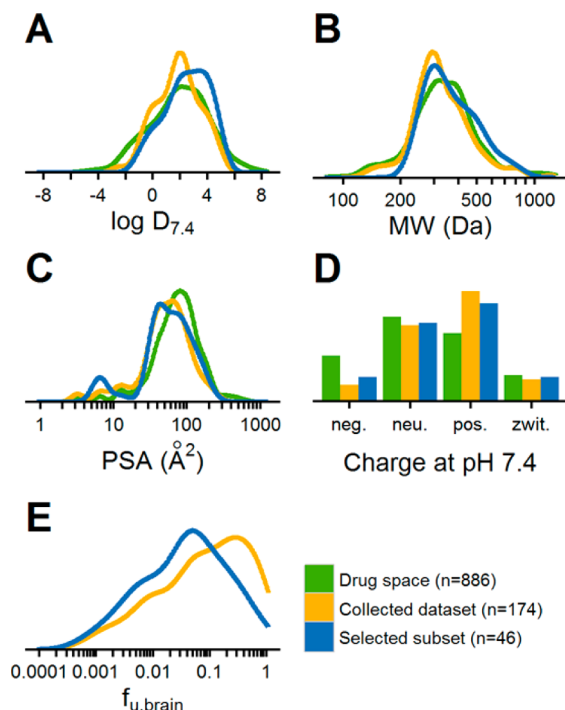 A
-8 -4 0 4 8
log D7.4
B
100 200 500 1000
MW (Da)
C
1 10 100 1000
PSA (Å2)
D
neg. neu. pos. zwit.
Charge at pH 7.4
E
0.0001 0.001 0.01 0.1 1
fu,brain
Drug space (n=886)
Collected dataset (n=174)
Selected subset (n=46)